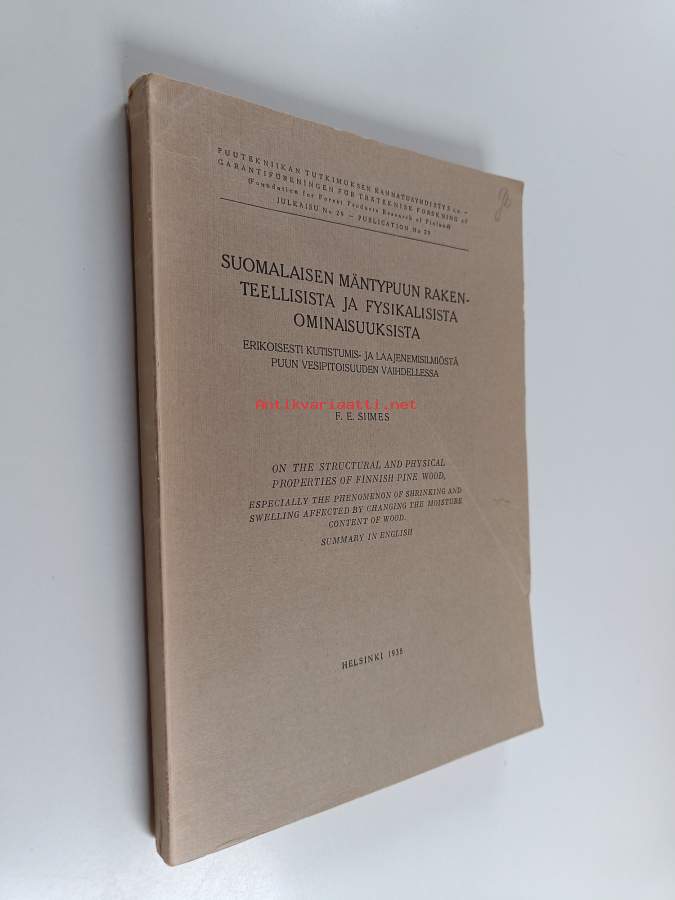 PUUTEKNIIKAN TUTKIMUKSEN KANNATUSYHDISTYS r.y. –
GARANTIFÖRENINGEN FÖR TRÄTEKNISK FORSKNING rf
(Foundation for Forest Products Research of Finland)
JULKAISU No 29 – PUBLICATION No 29
SUOMALAISEN MÄNTYPUUN RAKEN-
TEELLISISTA JA FYSIKALISISTA
OMINAISUUKSISTA
ERIKOISESTI KUTISTUMIS- JA LAAJENEMISILMIÖSTÄ
PUUN VESIPITOISUUDEN VAIHDELLESSA
Antikvariaatti.net
F. E. SIIMES
ON THE STRUCTURAL AND PHYSICAL
PROPERTIES OF FINNISH PINE WOOD,
ESPECIALLY THE PHENOMENON OF SHRINKING AND
SWELLING AFFECTED BY CHANGING THE MOISTURE
CONTENT OF WOOD.
SUMMARY IN ENGLISH
HELSINKI 1938